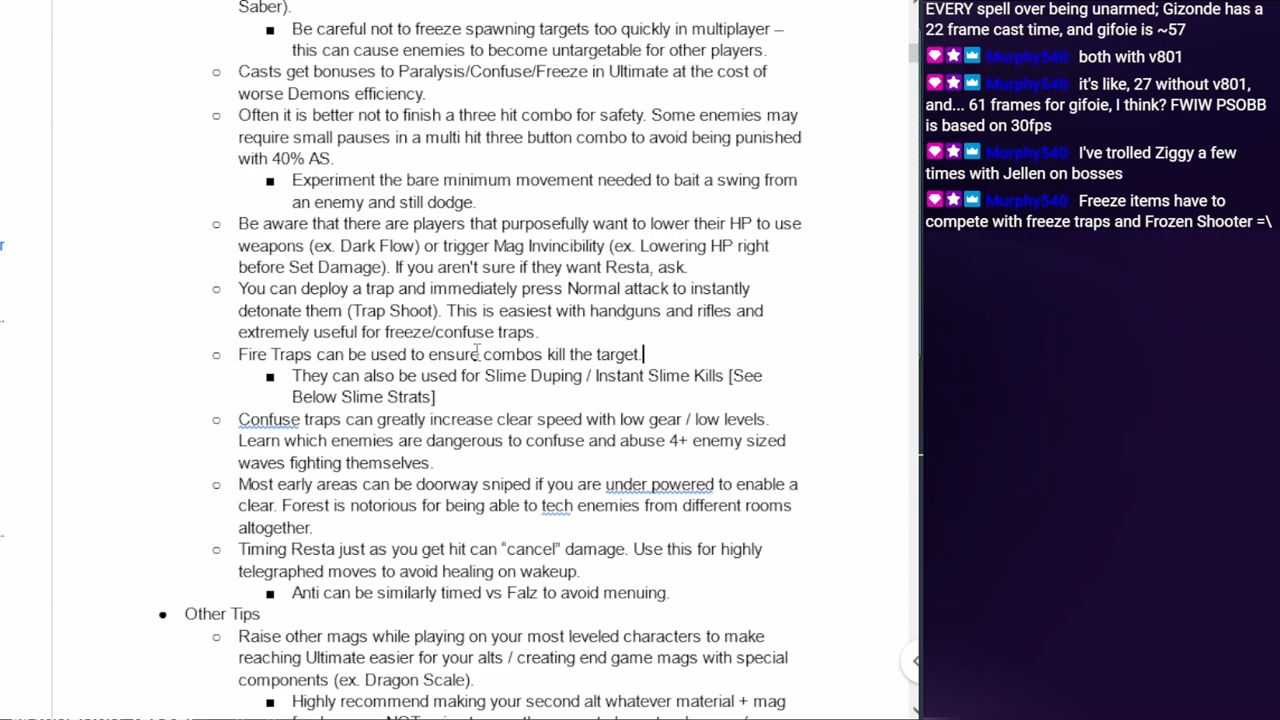 Saber).
■ Be careful not to freeze spawning targets too quickly in multiplayer –
this can cause enemies to become untargetable for other players.
○ Casts get bonuses to Paralysis/Confuse/Freeze in Ultimate at the cost of
worse Demons efficiency.
○ Often it is better not to finish a three hit combo for safety. Some enemies may
require small pauses in a multi hit three button combo to avoid being punished
with 40% AS.
■ Experiment the bare minimum movement needed to bait a swing from
an enemy and still dodge.
○ Be aware that there are players that purposefully want to lower their HP to use
weapons (ex. Dark Flow) or trigger Mag Invincibility (ex. Lowering HP right
before Set Damage). If you aren't sure if they want Resta, ask.
○ You can deploy a trap and immediately press Normal attack to instantly
detonate them (Trap Shoot). This is easiest with handguns and rifles and
extremely useful for freeze/confuse traps.
○ Fire Traps can be used to ensure combos kill the target.
■ They can also be used for Slime Duping / Instant Slime Kills [See
Below Slime Strats]
○ Confuse traps can greatly increase clear speed with low gear / low levels.
Learn which enemies are dangerous to confuse and abuse 4+ enemy sized
waves fighting themselves.
○ Most early areas can be doorway sniped if you are under powered to enable a
clear. Forest is notorious for being able to tech enemies from different rooms
altogether.
○ Timing Resta just as you get hit can “cancel” damage. Use this for highly
telegraphed moves to avoid healing on wakeup.
■ Anti can be similarly timed vs Falz to avoid menuing.
● Other Tips
○ Raise other mags while playing on your most leveled characters to make
reaching Ultimate easier for your alts / creating end game mags with special
components (ex. Dragon Scale).
■ Highly recommend making your second alt whatever material + mag
EVERY spell over being unarmed; Gizonde has a
22 frame cast time, and gifoie is ~57
Murphy540: both with v801
Murphy540: it's like, 27 without v801,
and... 61 frames for gifoie, I think? FWIW PSOBB
is based on 30fps
Murphy540: I've trolled Ziggy a few
times with Jellen on bosses
Murphy540: Freeze items have to
compete with freeze traps and Frozen Shooter =\